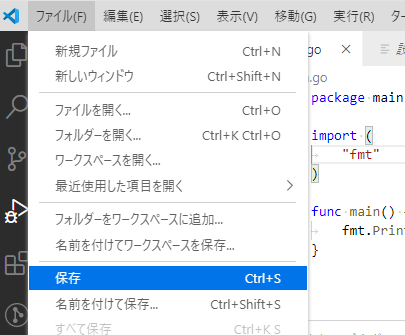 ファイル(F) 編集(E) 選択(S) 表示(V) 移動(G) 実行(R)
新規ファイル Ctrl+N
新しいウィンドウ Ctrl+Shift+N
ファイルを開く... Ctrl+O
フォルダーを開く... Ctrl+K Ctrl+O
ワークスペースを開く...
最近使用した項目を開く
フォルダーをワークスペースに追加...
名前を付けてワークスペースを保存...
保存 Ctrl+S
名前を付けて保存... Ctrl+Shift+S
すべて保存 Ctrl+K S
.go
package main
import (
"fmt"
)
func main()
fmt.Print
}